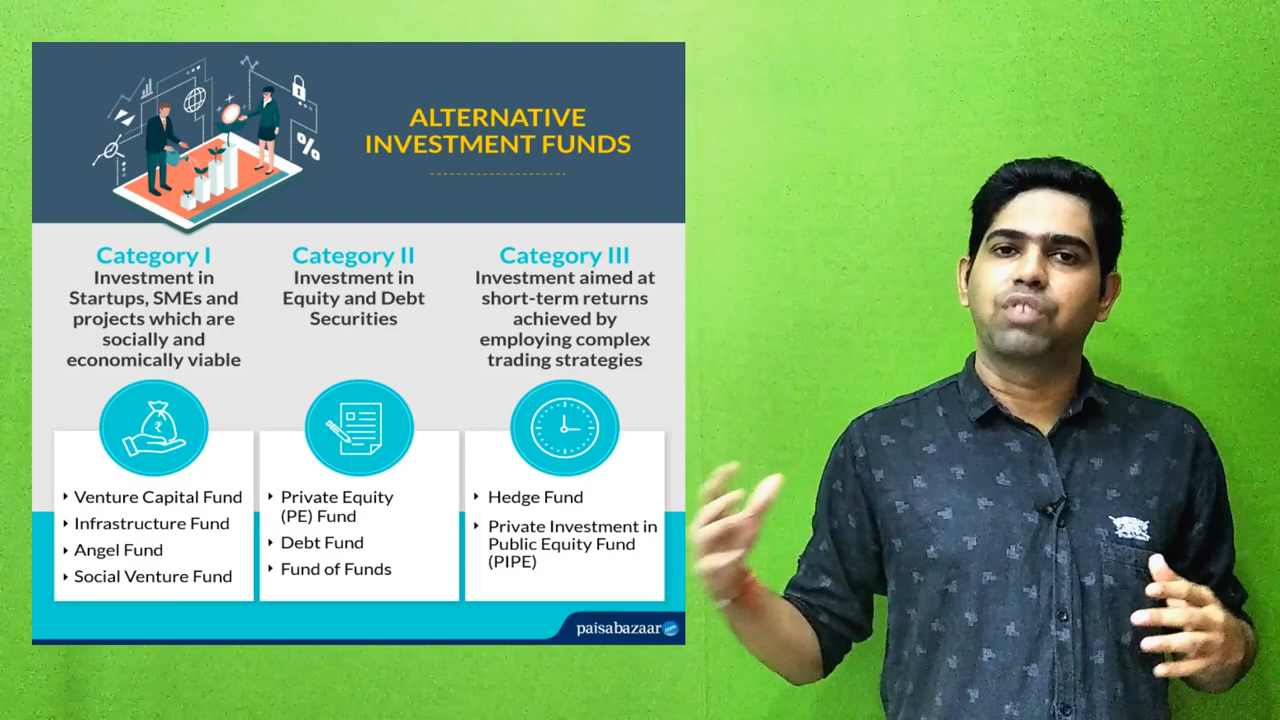 ALTERNATIVE
INVESTMENT FUNDS
Category I
Investment in
Startups, SMEs and
projects which are
socially and
economically viable
Category II
Investment in
Equity and Debt
Securities
Category III
Investment aimed at
short-term returns
achieved by
employing complex
trading strategies
%
₹
Venture Capital Fund
Infrastructure Fund
Angel Fund
Social Venture Fund
Private Equity
(PE) Fund
Debt Fund
Fund of Funds
Hedge Fund
Private Investment in
Public Equity Fund
(PIPE)
paisabazaar